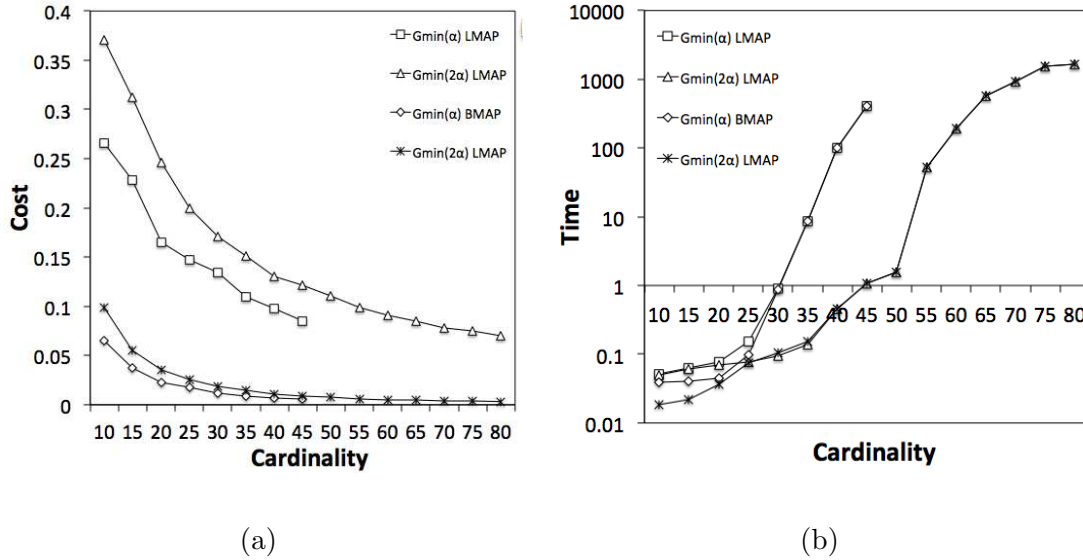 0.4
0.35
0.3
0.25
0.2
0.15
0.1
0.05
0
Cost
10 15 20 25 30 35 40 45 50 55 60 65 70 75 80
Cardinality
Gmin(α) LMAP
Gmin(2α) LMAP
Gmin(α) BMAP
Gmin(2α) LMAP
(a)
10000
1000
100
10
1
0.1
0.01
Time
10 15 20 25 30 35 40 45 50 55 60 65 70 75 80
Cardinality
Gmin(α) LMAP
Gmin(2α) LMAP
Gmin(α) BMAP
Gmin(2α) LMAP
(b)